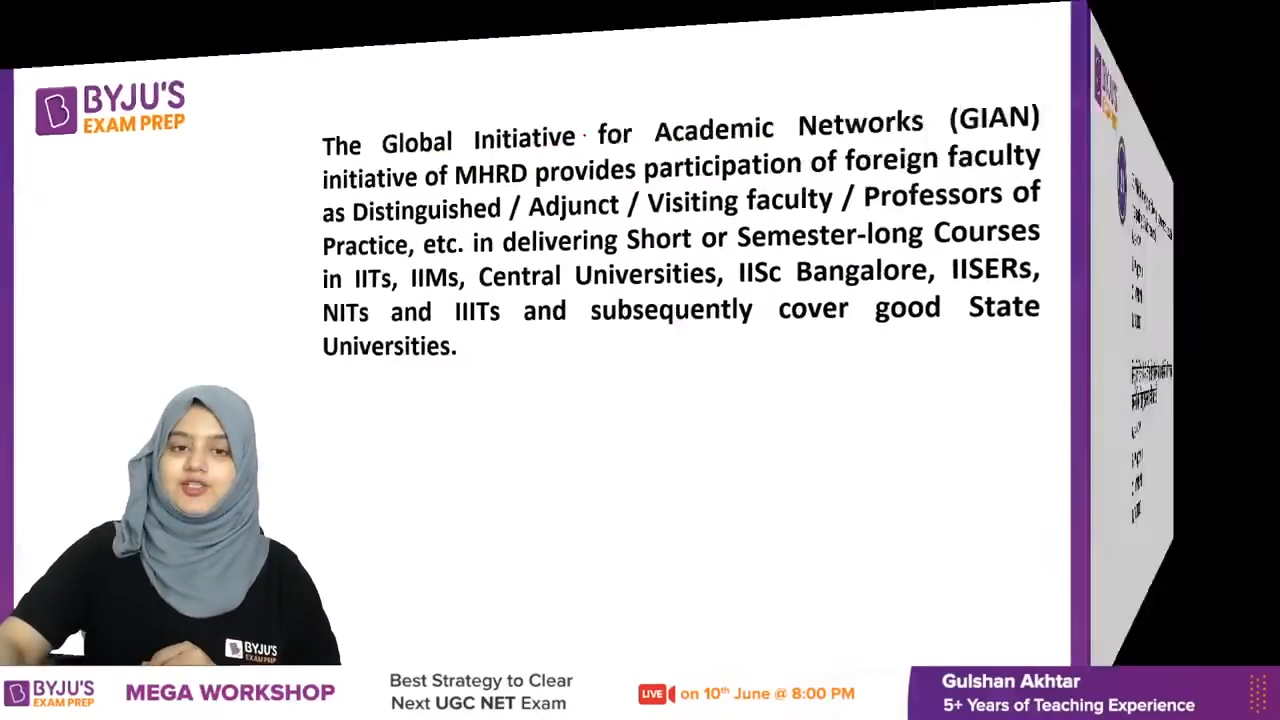 BYJU'S
EXAM PREP
The Global Initiative for Academic Networks (GIAN)
initiative of MHRD provides participation of foreign faculty
as Distinguished / Adjunct / Visiting faculty / Professors of
Practice, etc. in delivering Short or Semester-long Courses
in IITs, IIMs, Central Universities, IISc Bangalore, IISERs,
NITs and IIITs and subsequently cover good State
Universities.
BYJU'S
EXAM PREP
BYJU'S
EXAM PREP
MEGA WORKSHOP
Best Strategy to Clear
Next UGC NET Exam
LIVE on 10th June @ 8:00 PM
Gulshan Akhtar
5+ Years of Teaching Experience